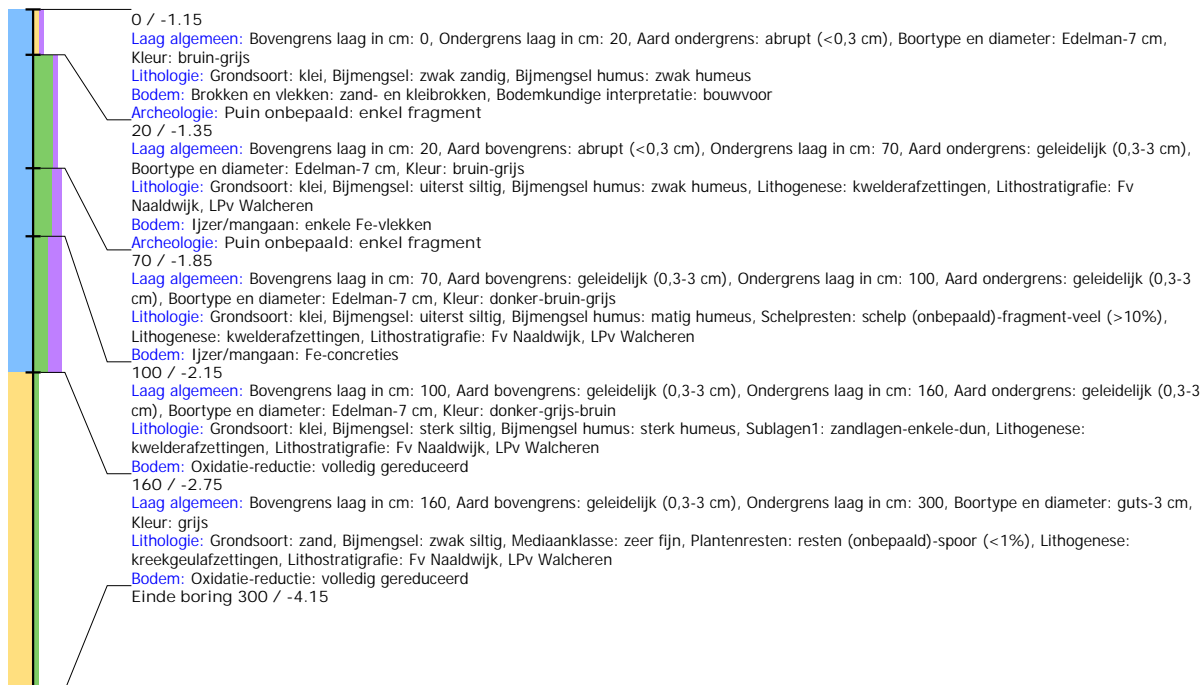 0 / -1.15
Laag algemeen: Bovengrens laag in cm: 0, Ondergrens laag in cm: 20, Aard ondergrens: abrupt (<0,3 cm), Boortype en diameter: Edelman-7 cm,
Kleur: bruin-grijs
Lithologie: Grondsoort: klei, Bijmengsel: zwak zandig, Bijmengsel humus: zwak humeus
Bodem: Brokken en vlekken: zand- en kleibrokken, Bodemkundige interpretatie: bouwvoor
Archeologie: Puin onbepaald: enkel fragment
20 / -1.35
Laag algemeen: Bovengrens laag in cm: 20, Aard bovengrens: abrupt (<0,3 cm), Ondergrens laag in cm: 70, Aard ondergrens: geleidelijk (0,3-3 cm),
Boortype en diameter: Edelman-7 cm, Kleur: bruin-grijs
Lithologie: Grondsoort: klei, Bijmengsel: uiterst siltig, Bijmengsel humus: zwak humeus, Lithogenese: kwelderafzettingen, Lithostratigrafie: Fv
Naaldwijk, LPv Walcheren
Bodem: Ijzer/mangaan: enkele Fe-vlekken
Archeologie: Puin onbepaald: enkel fragment
70 / -1.85
Laag algemeen: Bovengrens laag in cm: 70, Aard bovengrens: geleidelijk (0,3-3 cm), Ondergrens laag in cm: 100, Aard ondergrens: geleidelijk (0,3-3
cm), Boortype en diameter: Edelman-7 cm, Kleur: donker-bruin-grijs
Lithologie: Grondsoort: klei, Bijmengsel: uiterst siltig, Bijmengsel humus: matig humeus, Schelpresten: schelp (onbepaald)-fragment-veel (>10%),
Lithogenese: kwelderafzettingen, Lithostratigrafie: Fv Naaldwijk, LPv Walcheren
Bodem: Ijzer/mangaan: Fe-concreties
100 / -2.15
Laag algemeen: Bovengrens laag in cm: 100, Aard bovengrens: geleidelijk (0,3-3 cm), Ondergrens laag in cm: 160, Aard ondergrens: geleidelijk (0,3-3
cm), Boortype en diameter: Edelman-7 cm, Kleur: donker-grijs-bruin
Lithologie: Grondsoort: klei, Bijmengsel: sterk siltig, Bijmengsel humus: sterk humeus, Sublagen1: zandlagen-enkele-dun, Lithogenese:
kwelderafzettingen, Lithostratigrafie: Fv Naaldwijk, LPv Walcheren
Bodem: Oxidatie-reductie: volledig gereduceerd
160 / -2.75
Laag algemeen: Bovengrens laag in cm: 160, Aard bovengrens: geleidelijk (0,3-3 cm), Ondergrens laag in cm: 300, Boortype en diameter: guts-3 cm,
Kleur: grijs
Lithologie: Grondsoort: zand, Bijmengsel: zwak siltig, Mediaanklasse: zeer fijn, Plantenresten: resten (onbepaald)-spoor (<1%), Lithogenese:
kreekgeulafzettingen, Lithostratigrafie: Fv Naaldwijk, LPv Walcheren
Bodem: Oxidatie-reductie: volledig gereduceerd
Einde boring 300 / -4.15